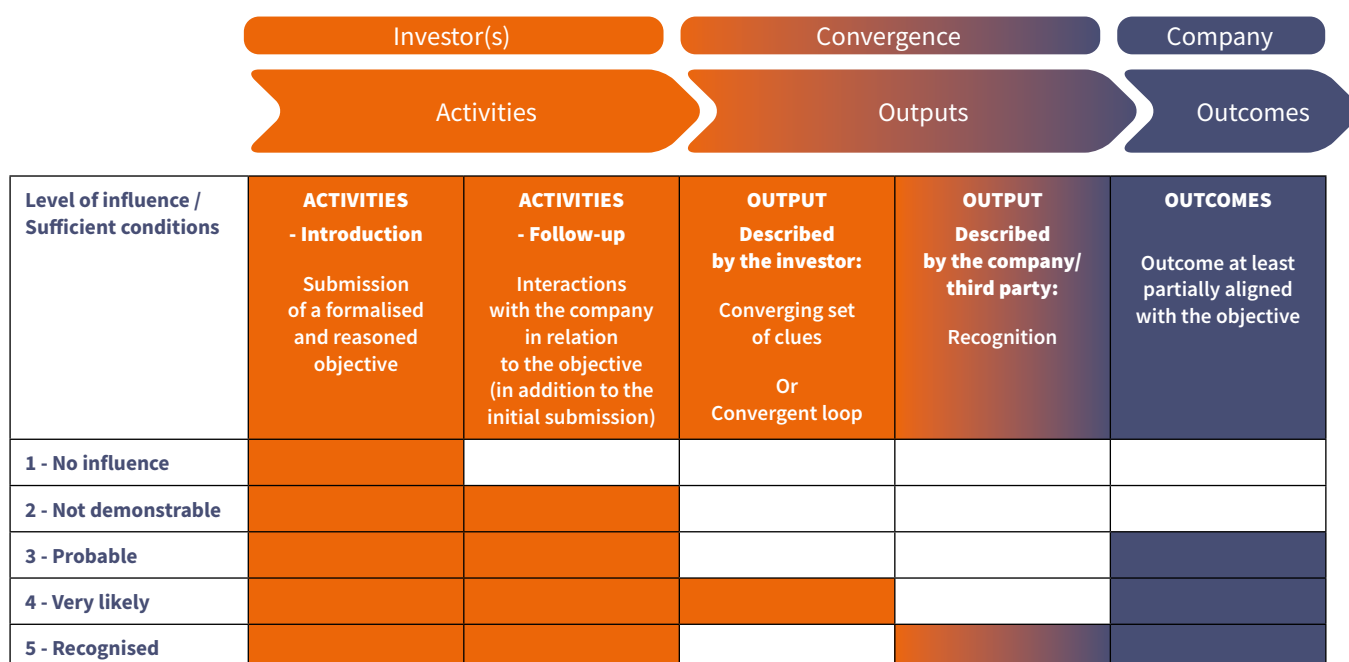 Investor(s)
Convergence
Company
Activities
Outputs
Outcomes
Level of influence /
Sufficient conditions
ACTIVITIES
- Introduction
Submission
of a formalised
and reasoned
objective
ACTIVITIES
- Follow-up
Interactions
with the company
in relation
to the objective
(in addition to the
initial submission)
OUTPUT
Described
by the investor:
Converging set
of clues
Or
Convergent loop
OUTPUT
Described
by the company/
third party:
Recognition
OUTCOMES
Outcome at least
partially aligned
with the objective
1 - No influence
2 - Not demonstrable
3 - Probable
4 - Very likely
5 - Recognised